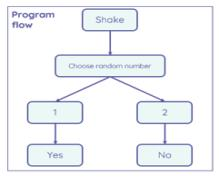 Program
flow
Shake
Choose random number
1
2
Yes
No